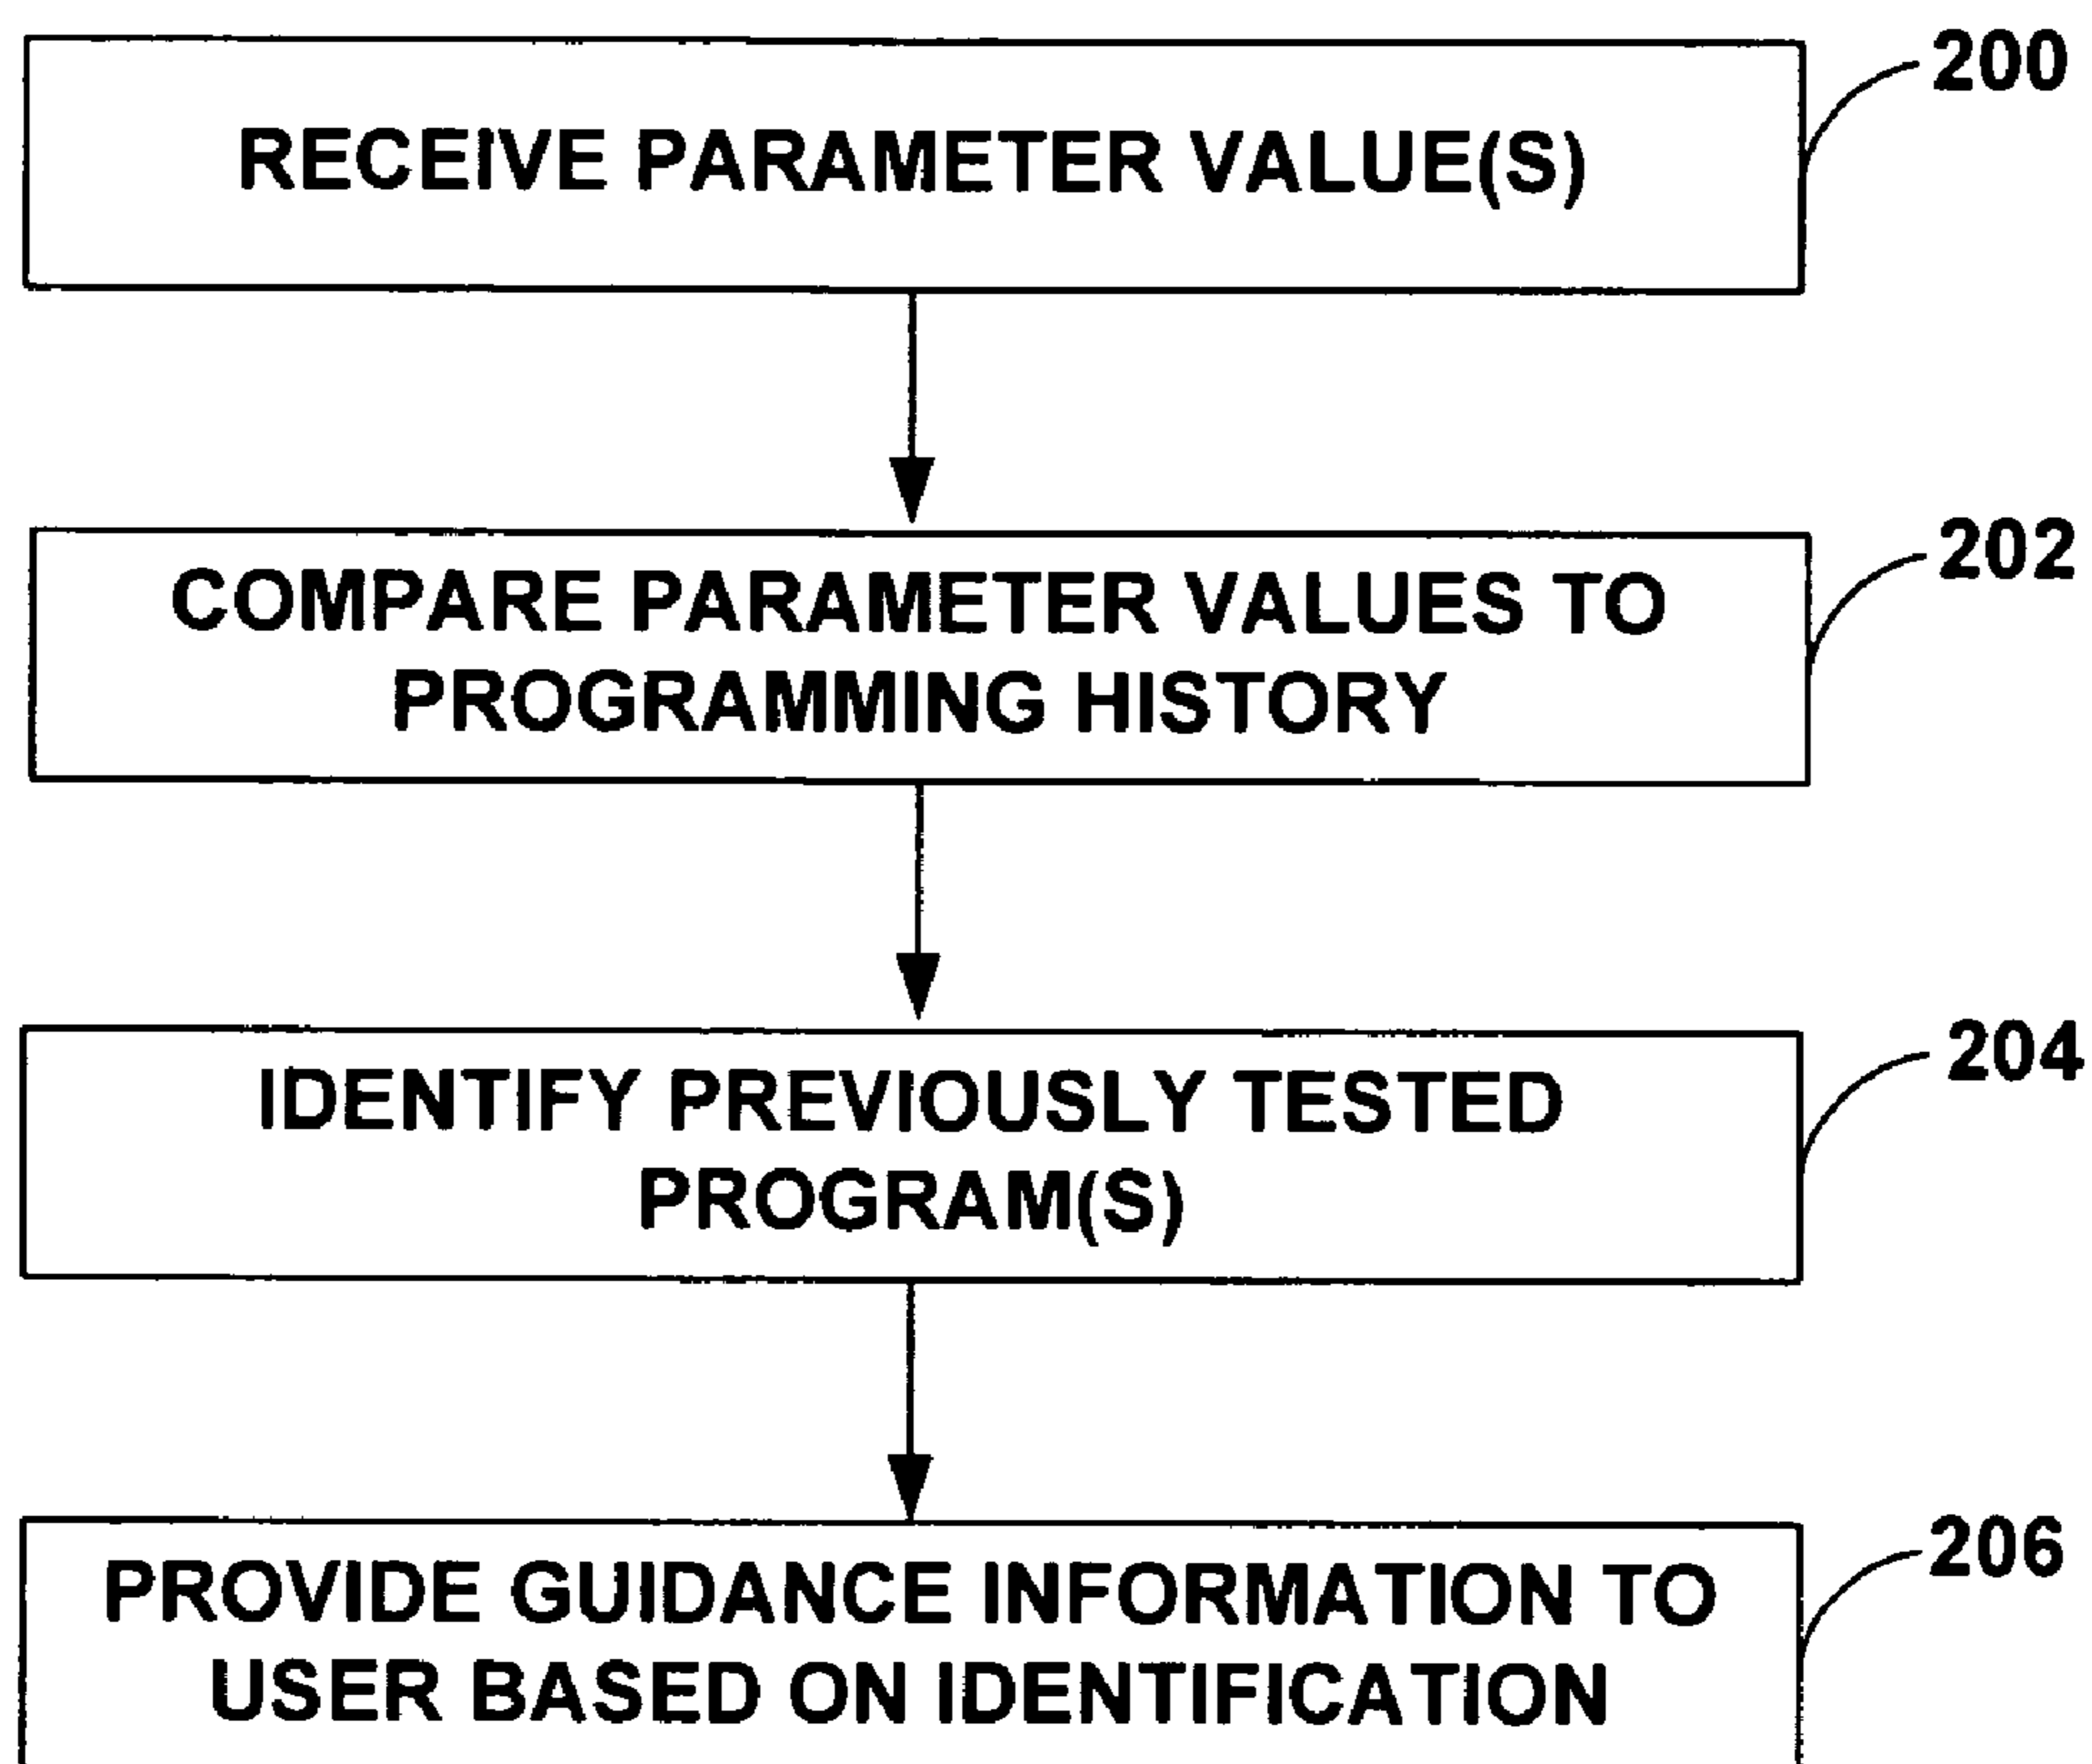 200
RECEIVE PARAMETER VALUE(S)
202
COMPARE PARAMETER VALUES TO
PROGRAMMING HISTORY
204
IDENTIFY PREVIOUSLY TESTED
PROGRAM(S)
206
PROVIDE GUIDANCE INFORMATION TO
USER BASED ON IDENTIFICATION